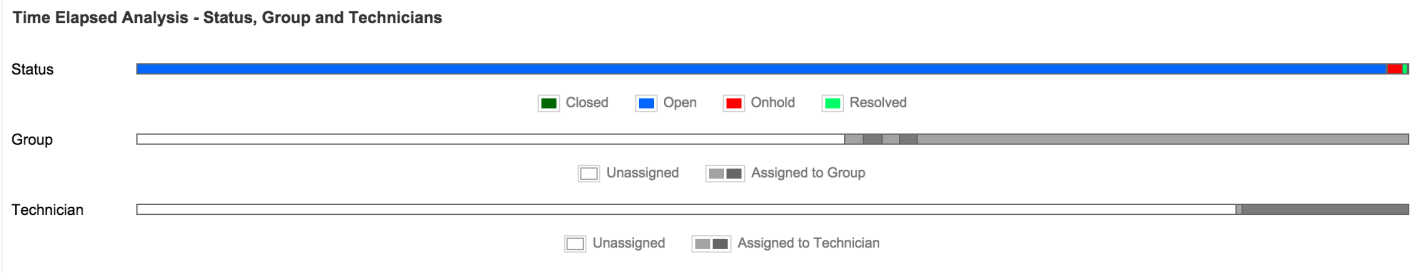 Time Elapsed Analysis - Status, Group and Technicians
Status
Closed Open Onhold Resolved
Group
Unassigned Assigned to Group
Technician
Unassigned Assigned to Technician